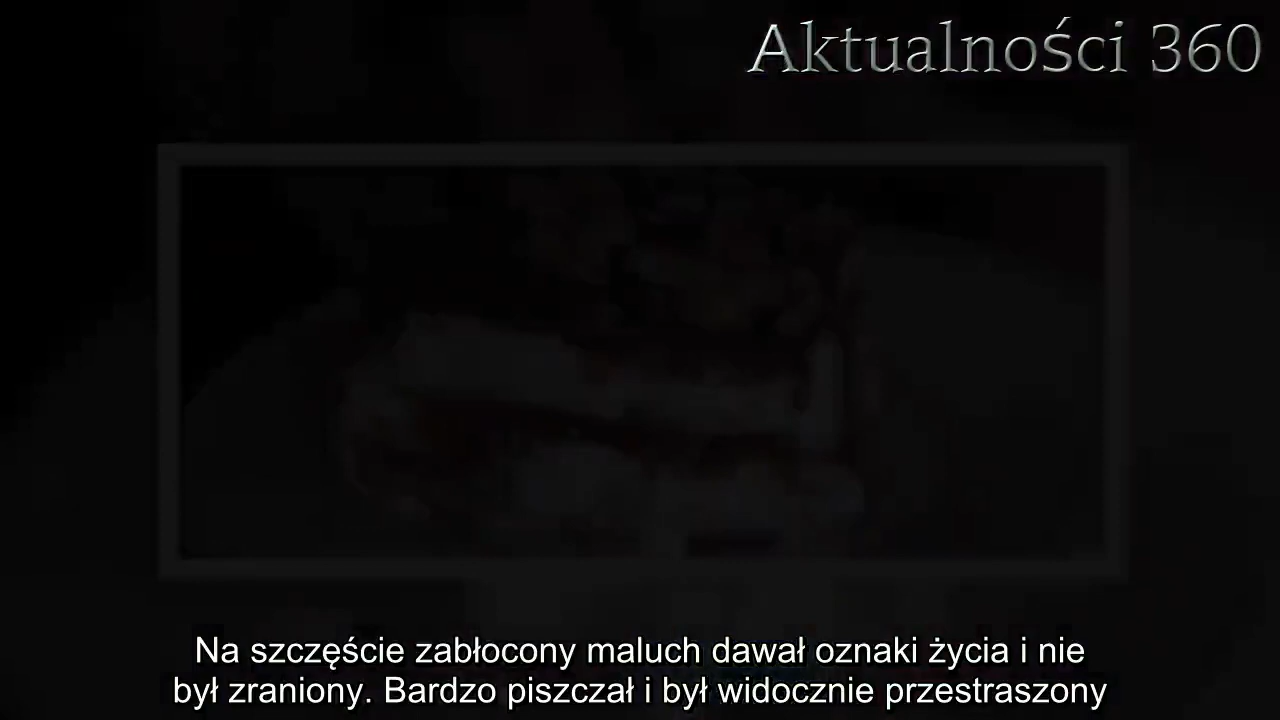 Aktualności 360
Na szczęście zabłocony maluch dawał oznaki życia i nie
był zraniony. Bardzo piszczał i był widocznie przestraszony